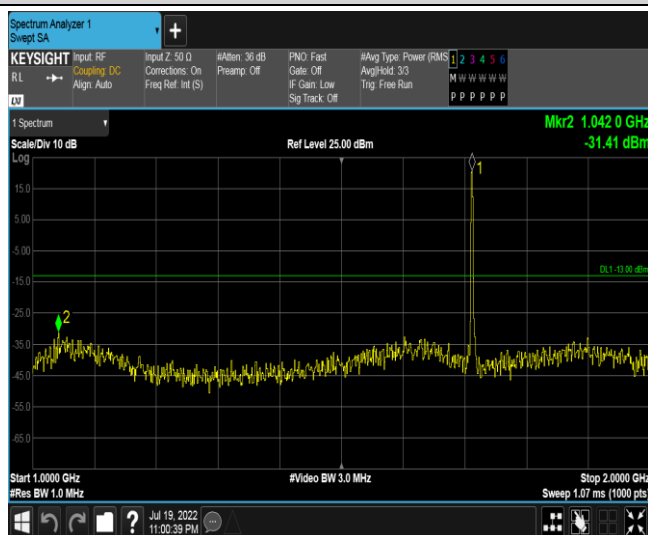 Spectrum Analyzer 1
Swept SA
+
KEYSIGHT
RL
Input: RF
Coupling: DC
Align: Auto
Input Z: 50 Ω
Corrections: On
Freq Ref: Int (S)
#Atten: 36 dB
Preamp: Off
PNO: Fast
Gate: Off
IF Gain: Low
Sig Track: Off
#Avg Type: Power (RMS
Avg|Hold: 3/3
Trig: Free Run
1 2 3 4 5 6
M W W W W W
P P P P P P
LXI
1 Spectrum
Mkr2 1.042 0 GHz
Scale/Div 10 dB
Ref Level 25.00 dBm
-31.41 dBm
Log
1
15.0
5.00
-5.00
DL1 -13.00 dBm
-15.0
-25.0
2
-35.0
-45.0
-55.0
-65.0
Start 1.0000 GHz
#Video BW 3.0 MHz
Stop 2.0000 GHz
#Res BW 1.0 MHz
Sweep 1.07 ms (1000 pts)
?
Jul 19, 2022
11:00:39 PM